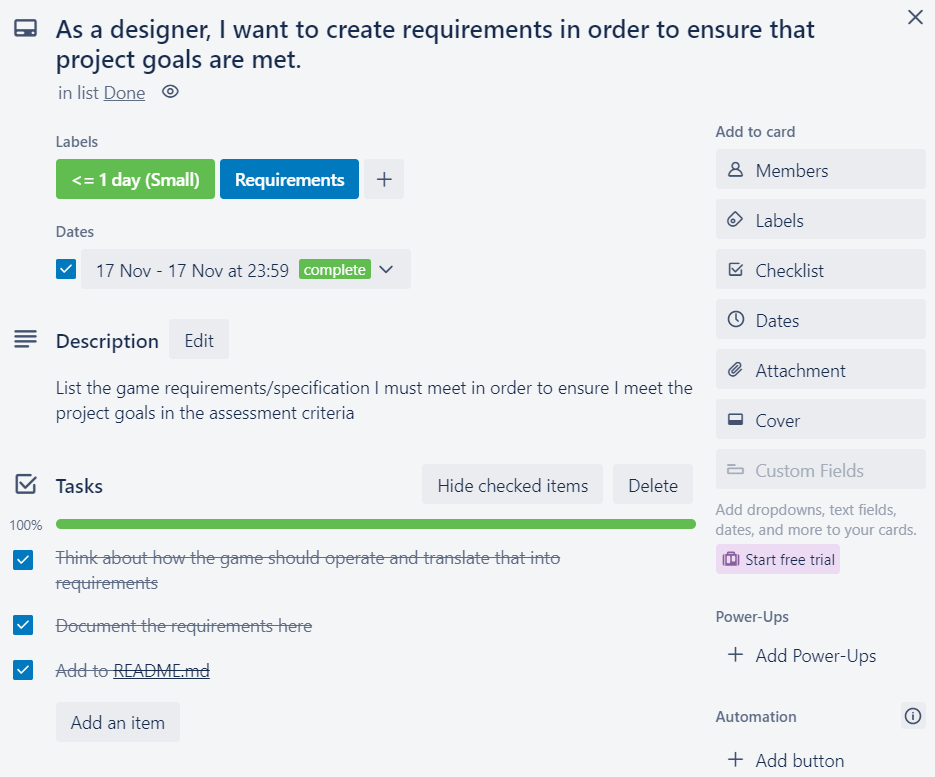 As a designer, I want to create requirements in order to ensure that
project goals are met.
in list Done
Labels
<= 1 day (Small)
Requirements
Dates
17 Nov - 17 Nov at 23:59 complete
Description
Edit
List the game requirements/specification I must meet in order to ensure I meet the
project goals in the assessment criteria
Tasks
Hide checked items
Delete
100%
Think about how the game should operate and translate that into
requirements
Document the requirements here
Add to README.md
Add an item
Add to card
Members
Labels
Checklist
Dates
Attachment
Cover
Custom Fields
Add dropdowns, text fields,
dates, and more to your cards.
Start free trial
Power-Ups
+ Add Power-Ups
Automation
+ Add button